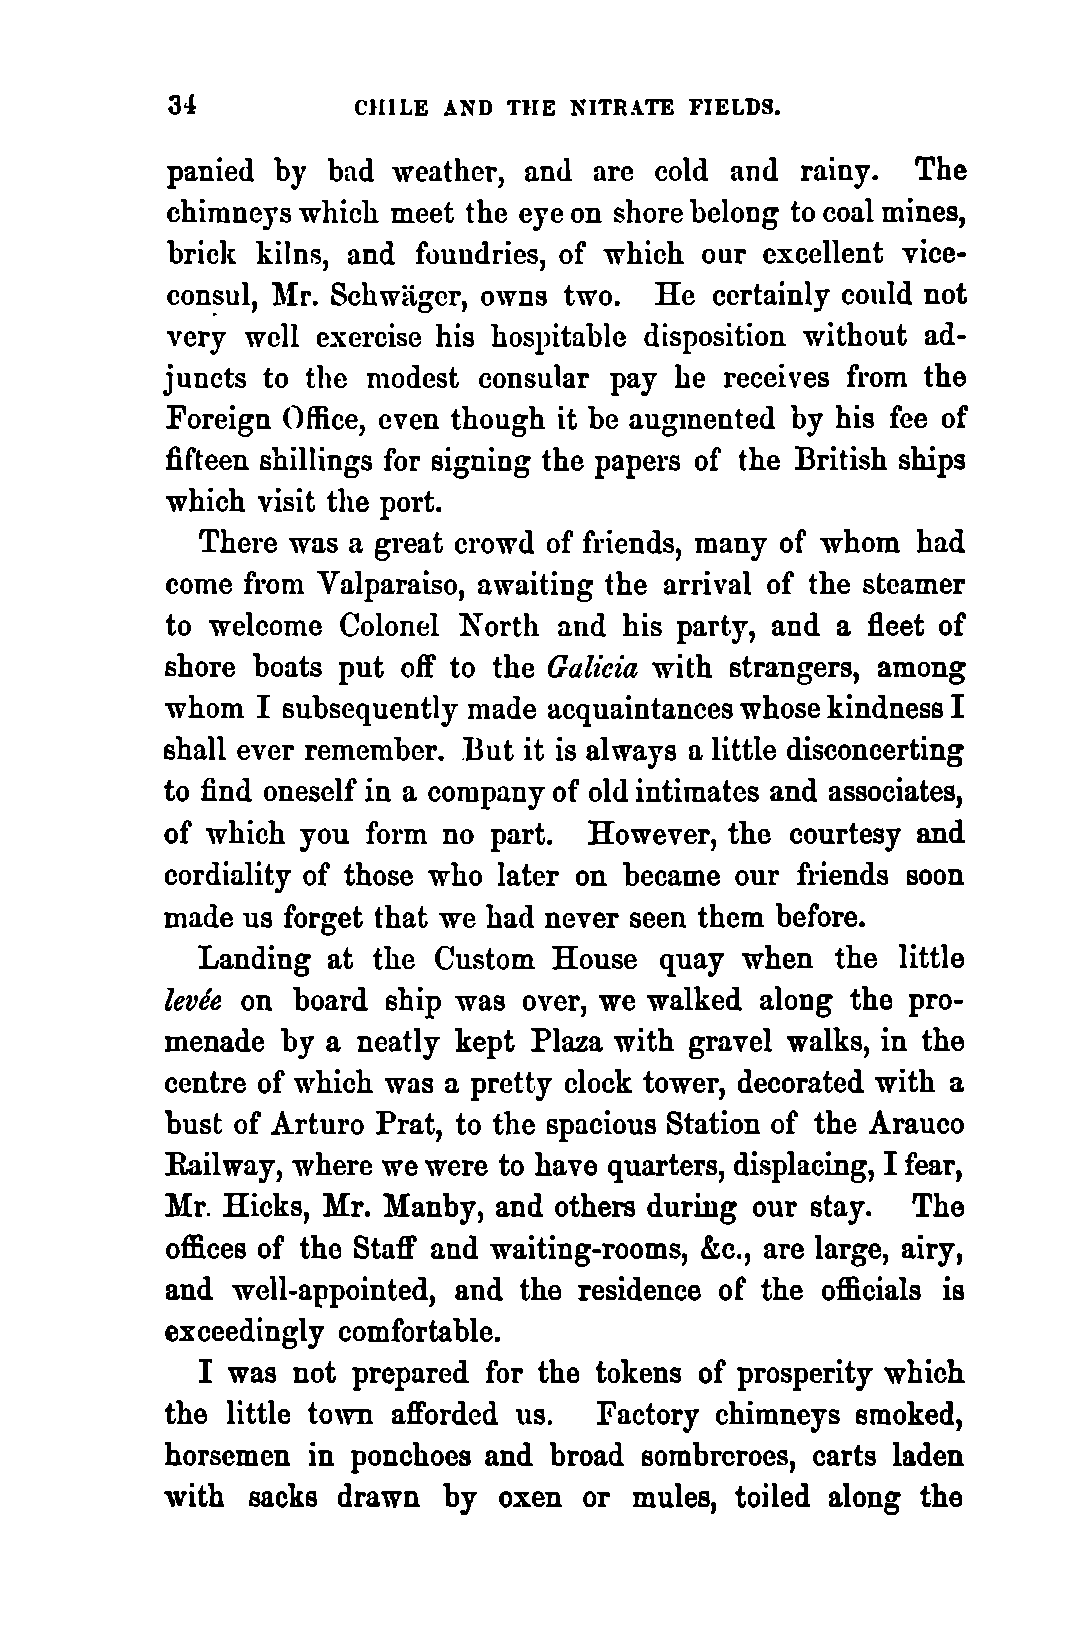 34 CHILE AND THE NITRATE FIELDS.
panied by bad weather, and are cold and rainy. The
chimneys which meet the eye on shore belong to coal mines,
brick kilns, and foundries, of which our excellent vice-
consul, Mr. Schwäger, owns two. He certainly could not
very well exercise his hospitable disposition without ad-
juncts to the modest consular pay he receives from the
Foreign Office, even though it be augmented by his fee of
fifteen shillings for signing the papers of the British ships
which visit the port.
There was a great crowd of friends, many of whom had
come from Valparaiso, awaiting the arrival of the steamer
to welcome Colonel North and his party, and a fleet of
shore boats put off to the Galicia with strangers, among
whom I subsequently made acquaintances whose kindness I
shall ever remember. But it is always a little disconcerting
to find oneself in a company of old intimates and associates,
of which you form no part. However, the courtesy and
cordiality of those who later on became our friends soon
made us forget that we had never seen them before.
Landing at the Custom House quay when the little
levée on board ship was over, we walked along the pro-
menade by a neatly kept Plaza with gravel walks, in the
centre of which was a pretty clock tower, decorated with a
bust of Arturo Prat, to the spacious Station of the Arauco
Railway, where we were to have quarters, displacing, I fear,
Mr. Hicks, Mr. Manby, and others during our stay. The
offices of the Staff and waiting-rooms, &c., are large, airy,
and well-appointed, and the residence of the officials is
exceedingly comfortable.
I was not prepared for the tokens of prosperity which
the little town afforded us. Factory chimneys smoked,
horsemen in ponchoes and broad sombreroes, carts laden
with sacks drawn by oxen or mules, toiled along the